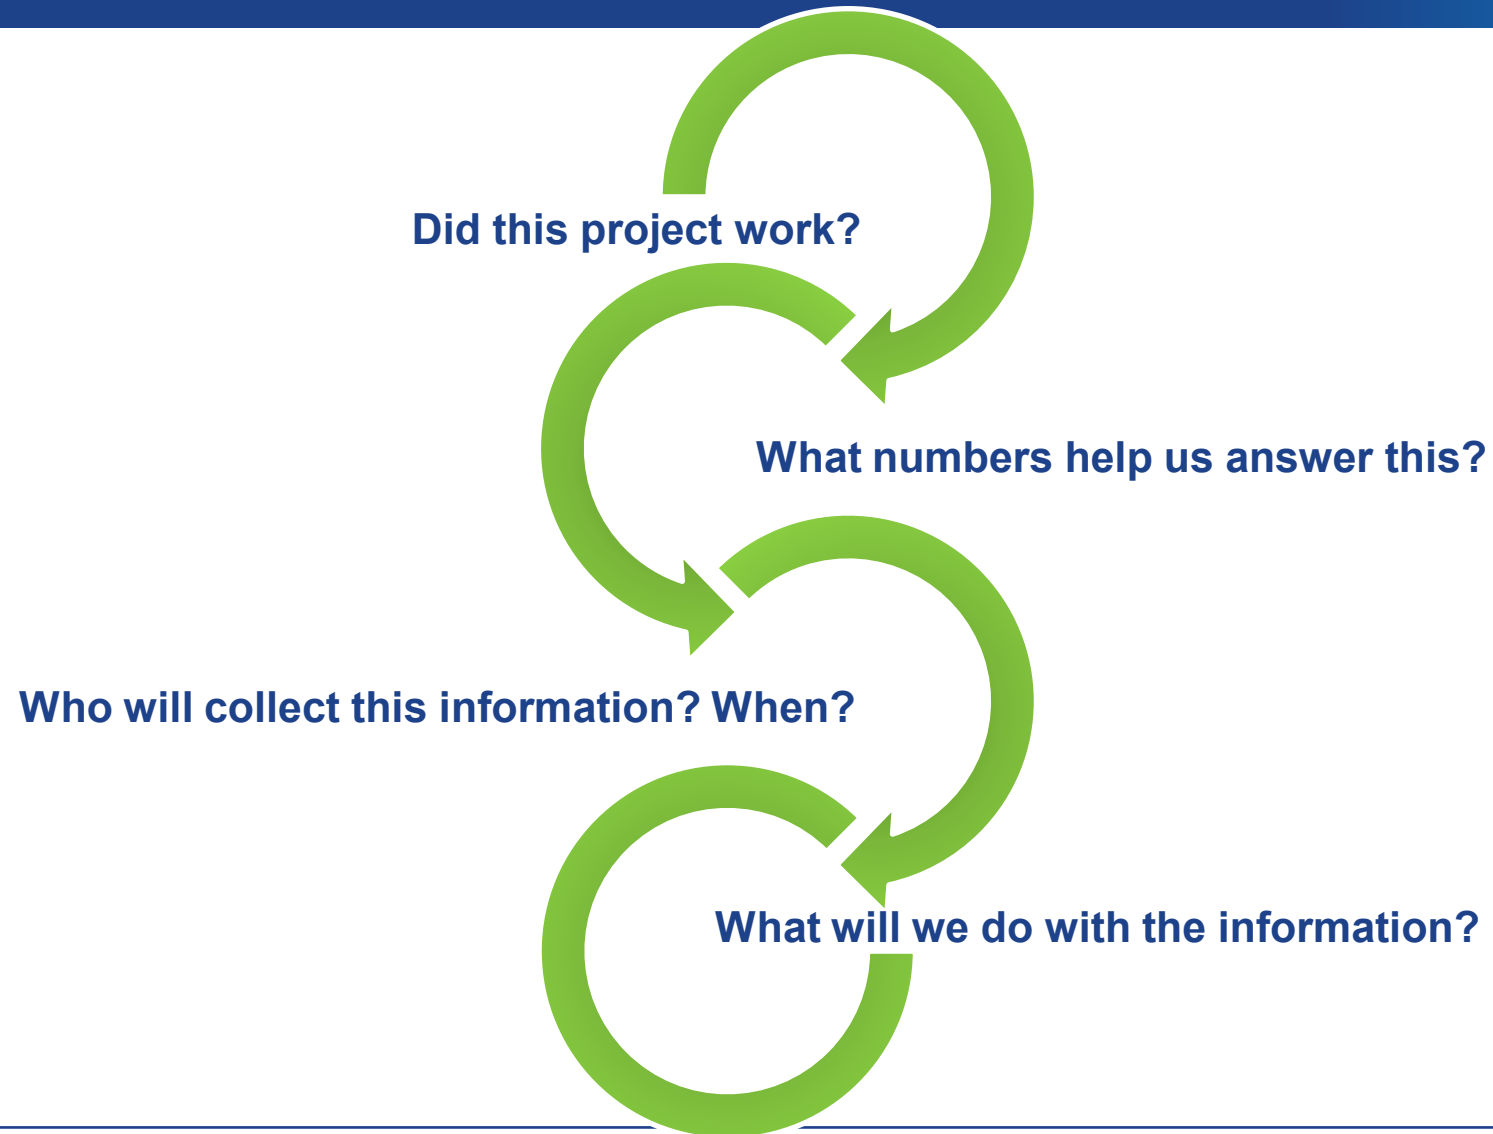 Did this project work?
What numbers help us answer this?
Who will collect this information? When?
What will we do with the information?